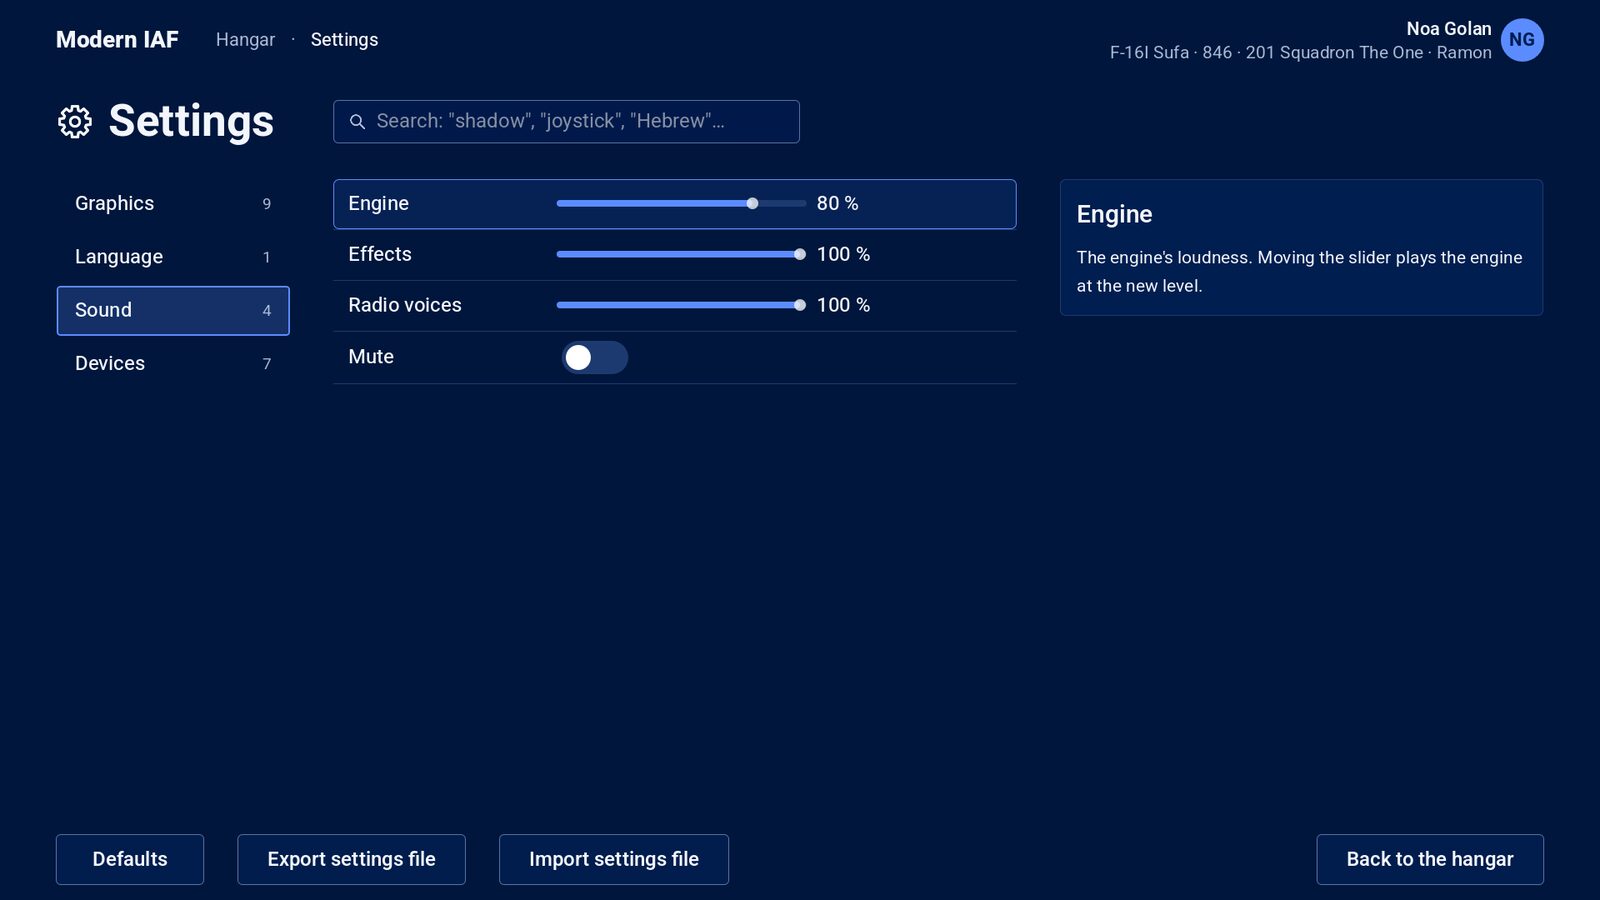 Modern IAF
Hangar · Settings
Noa Golan
F-16I Sufa · 846 · 201 Squadron The One · Ramon
NG
Settings
Search: "shadow", "joystick", "Hebrew"...
Graphics 9
Language 1
Sound 4
Devices 7
Engine 80 %
Effects 100 %
Radio voices 100 %
Mute
Engine
The engine's loudness. Moving the slider plays the engine
at the new level.
Defaults
Export settings file
Import settings file
Back to the hangar